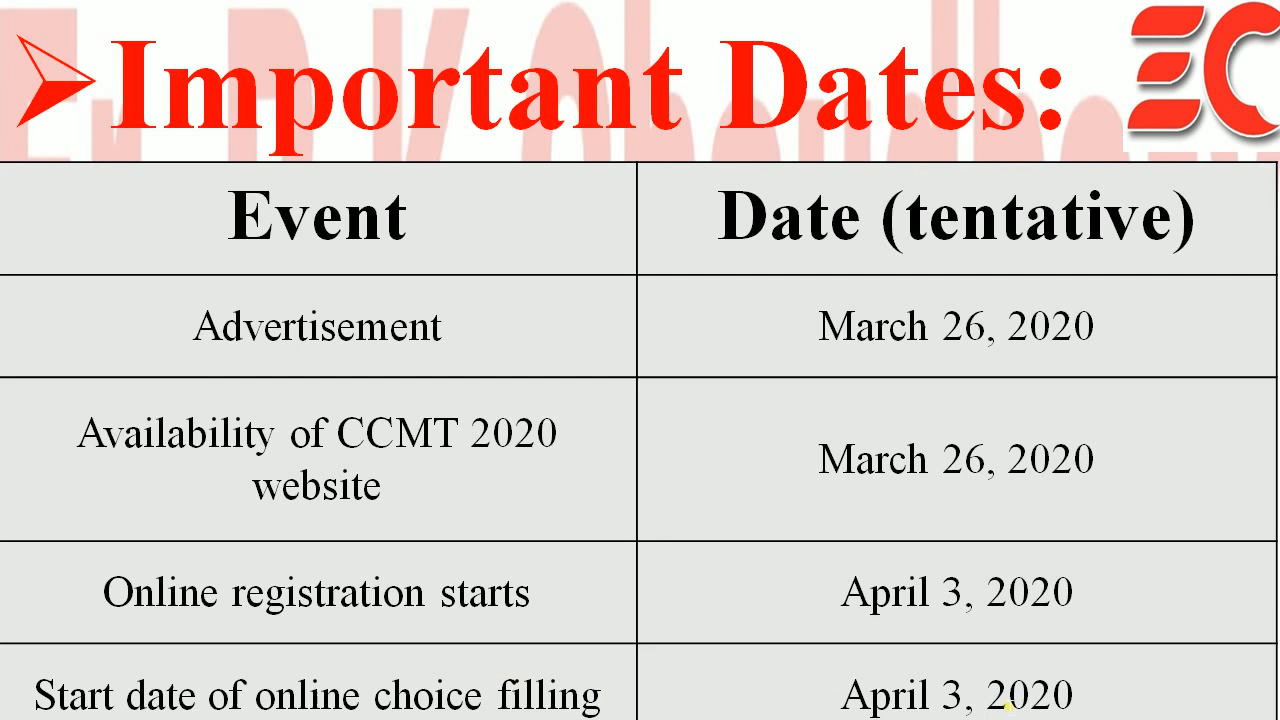 Important Dates:
EC
Event
Date (tentative)
Advertisement
March 26, 2020
Availability of CCMT 2020
website
March 26, 2020
Online registration starts
April 3, 2020
Start date of online choice filling
April 3, 2020